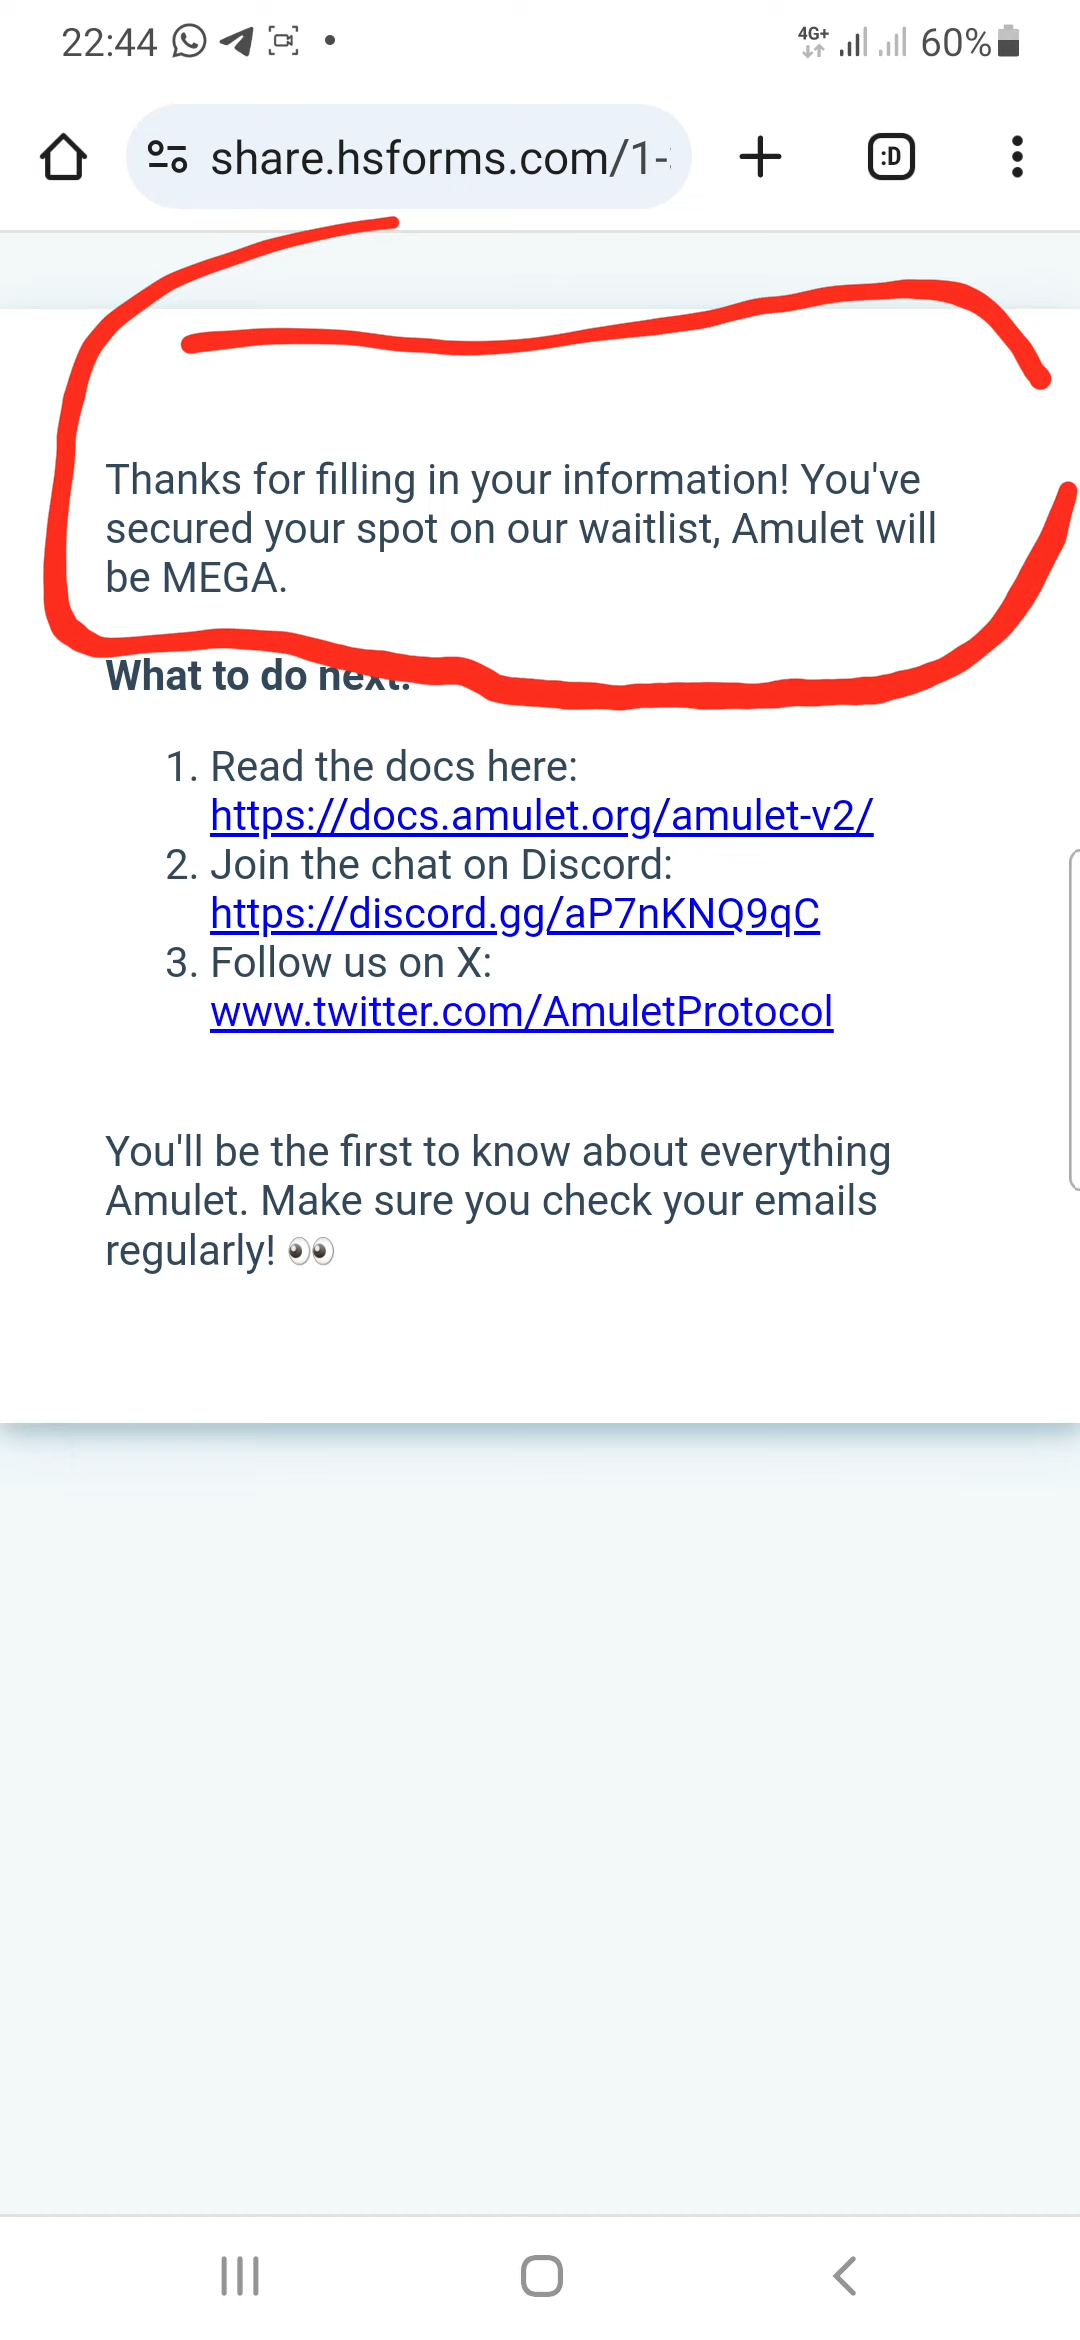 22:44
4G+
60%
share.hsforms.com/1-
:D
Thanks for filling in your information! You've
secured your spot on our waitlist, Amulet will
be MEGA.
What to do next:
1. Read the docs here:
https://docs.amulet.org/amulet-v2/
2. Join the chat on Discord:
https://discord.gg/aP7nKNQ9qC
3. Follow us on X:
www.twitter.com/AmuletProtocol
You'll be the first to know about everything
Amulet. Make sure you check your emails
regularly! 👀